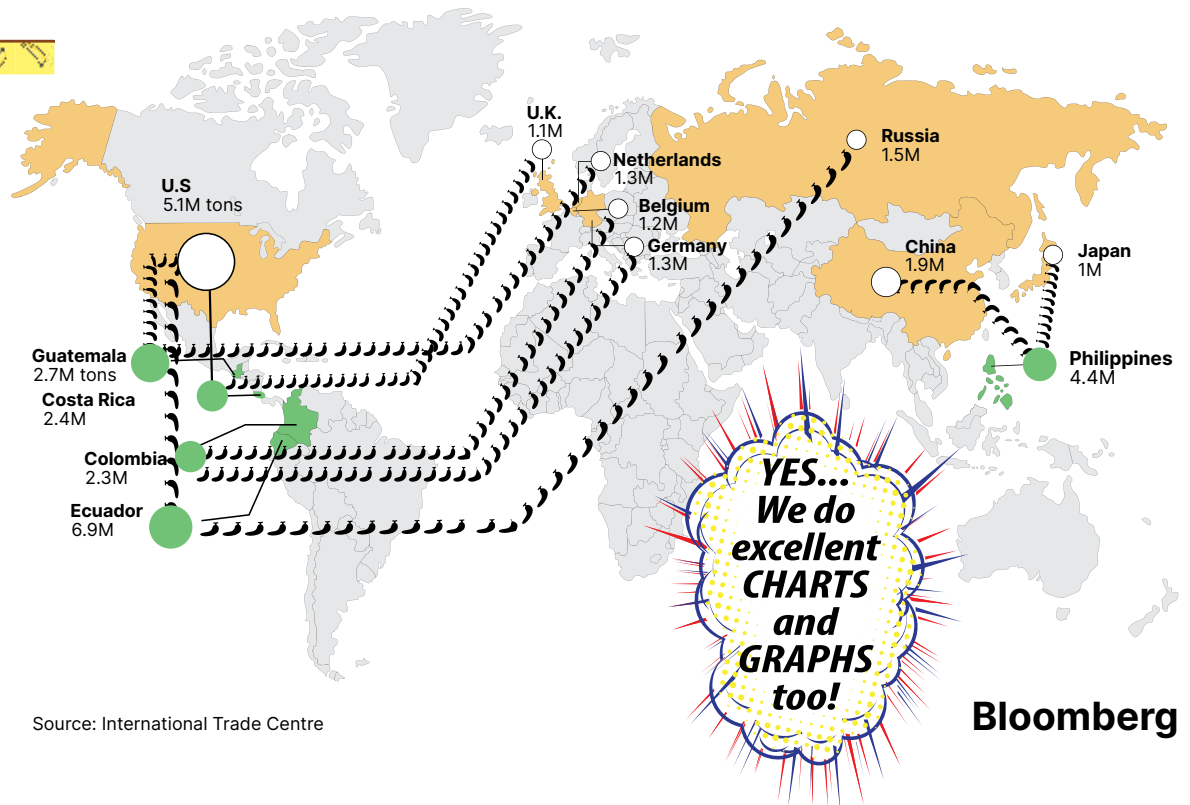 U.K.
1.1M
Russia
1.5M
Netherlands
1.3M
U.S
5.1M tons
Belgium
1.2M
Germany
1.3M
China
1.9M
Japan
1M
Guatemala
2.7M tons
Philippines
4.4M
Costa Rica
2.4M
Colombia
2.3M
Ecuador
6.9M
YES...
We do
excellent
CHARTS
and
GRAPHS
too!
Source: International Trade Centre
Bloomberg